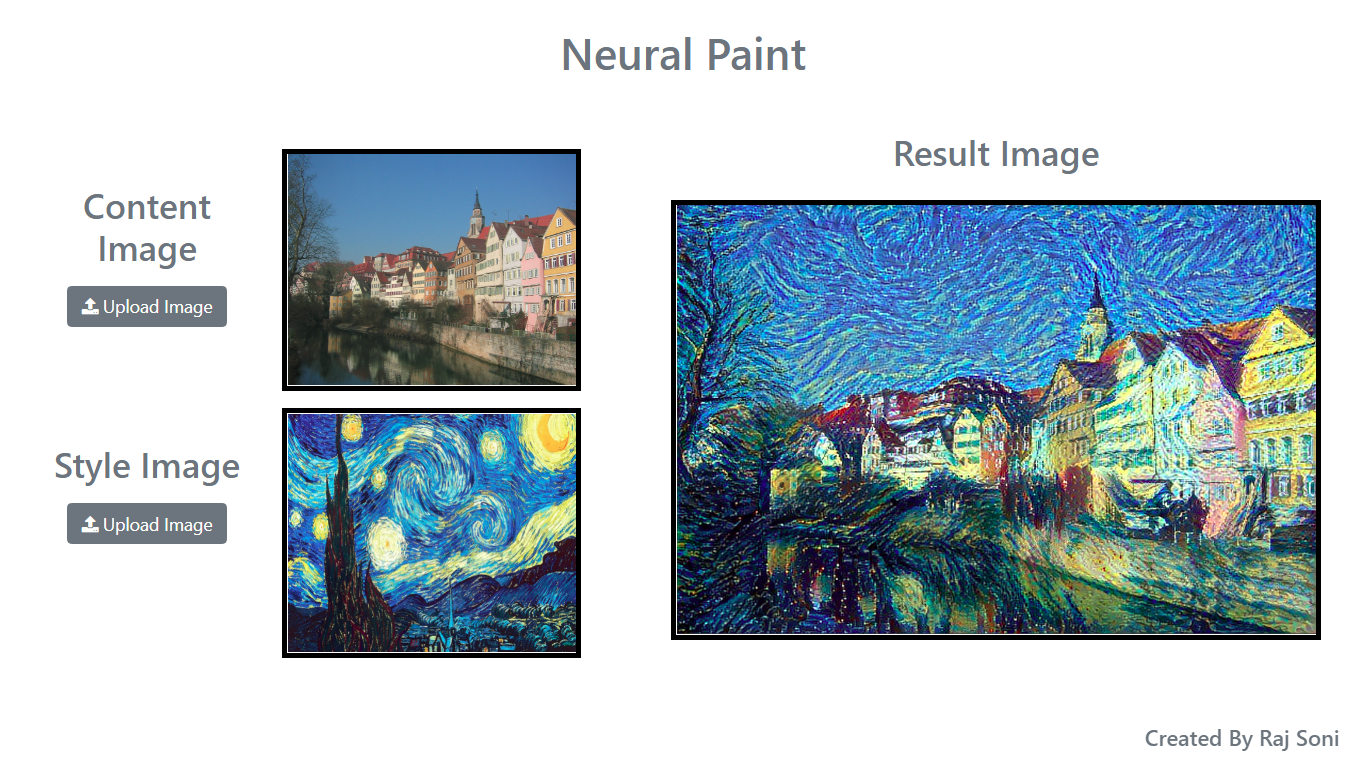 Neural Paint
Content
Image
Upload Image
Style Image
Upload Image
Result Image
Created By Raj Soni